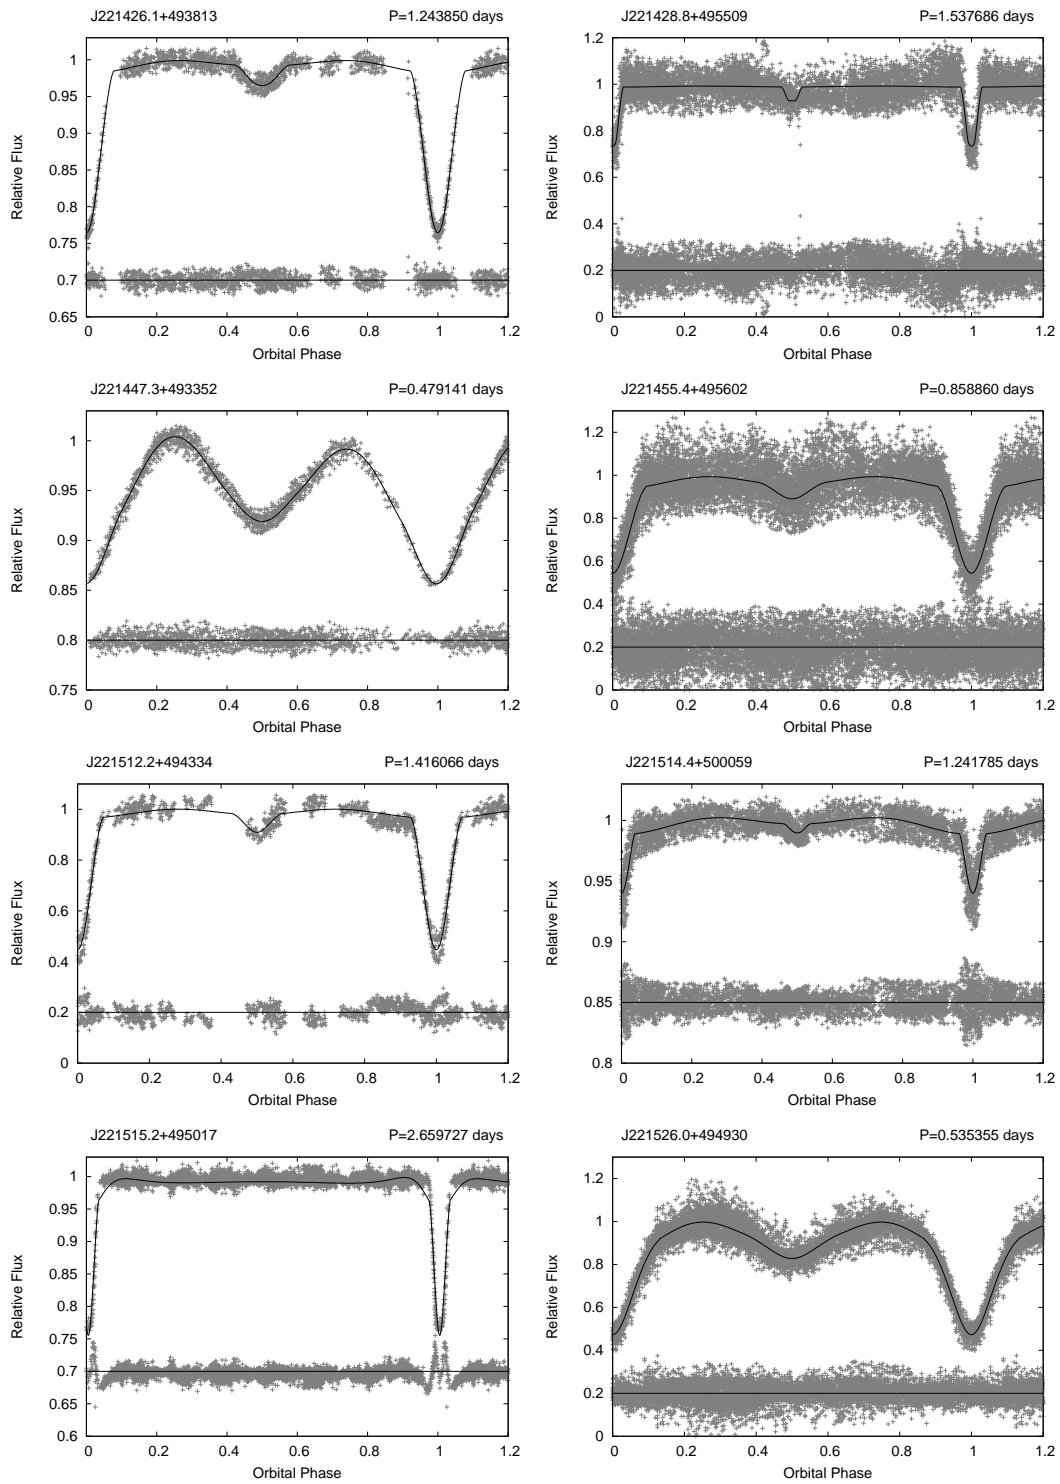 J221426.1+493813 P=1.243850 days
1
0.95
0.9
0.85
0.8
0.75
0.7
0.65
Relative Flux
0 0.2 0.4 0.6 0.8 1 1.2
Orbital Phase
J221428.8+495509 P=1.537686 days
1.2
1
0.8
0.6
0.4
0.2
0
Relative Flux
0 0.2 0.4 0.6 0.8 1 1.2
Orbital Phase
J221447.3+493352 P=0.479141 days
1
0.95
0.9
0.85
0.8
0.75
Relative Flux
0 0.2 0.4 0.6 0.8 1 1.2
Orbital Phase
J221455.4+495602 P=0.858860 days
1.2
1
0.8
0.6
0.4
0.2
0
Relative Flux
0 0.2 0.4 0.6 0.8 1 1.2
Orbital Phase
J221512.2+494334 P=1.416066 days
1
0.8
0.6
0.4
0.2
0
Relative Flux
0 0.2 0.4 0.6 0.8 1 1.2
Orbital Phase
J221514.4+500059 P=1.241785 days
1
0.95
0.9
0.85
0.8
Relative Flux
0 0.2 0.4 0.6 0.8 1 1.2
Orbital Phase
J221515.2+495017 P=2.659727 days
1
0.95
0.9
0.85
0.8
0.75
0.7
0.65
0.6
Relative Flux
0 0.2 0.4 0.6 0.8 1 1.2
Orbital Phase
J221526.0+494930 P=0.535355 days
1.2
1
0.8
0.6
0.4
0.2
0
Relative Flux
0 0.2 0.4 0.6 0.8 1 1.2
Orbital Phase